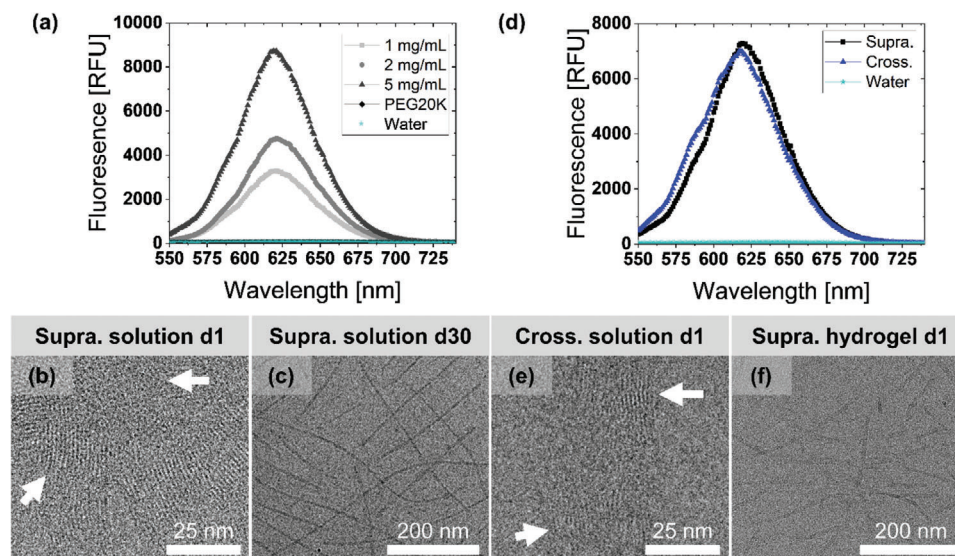 (a)
Fluoresence [RFU]
10000
8000
6000
4000
2000
0
550 575 600 625 650 675 700 725
Wavelength [nm]
1 mg/mL
2 mg/mL
5 mg/mL
PEG20K
Water
(d)
Fluorescence [RFU]
8000
6000
4000
2000
0
550 575 600 625 650 675 700 725
Wavelength [nm]
Supra.
Cross.
Water
Supra. solution d1
(b)
25 nm
Supra. solution d30
(c)
200 nm
Cross. solution d1
(e)
25 nm
Supra. hydrogel d1
(f)
200 nm